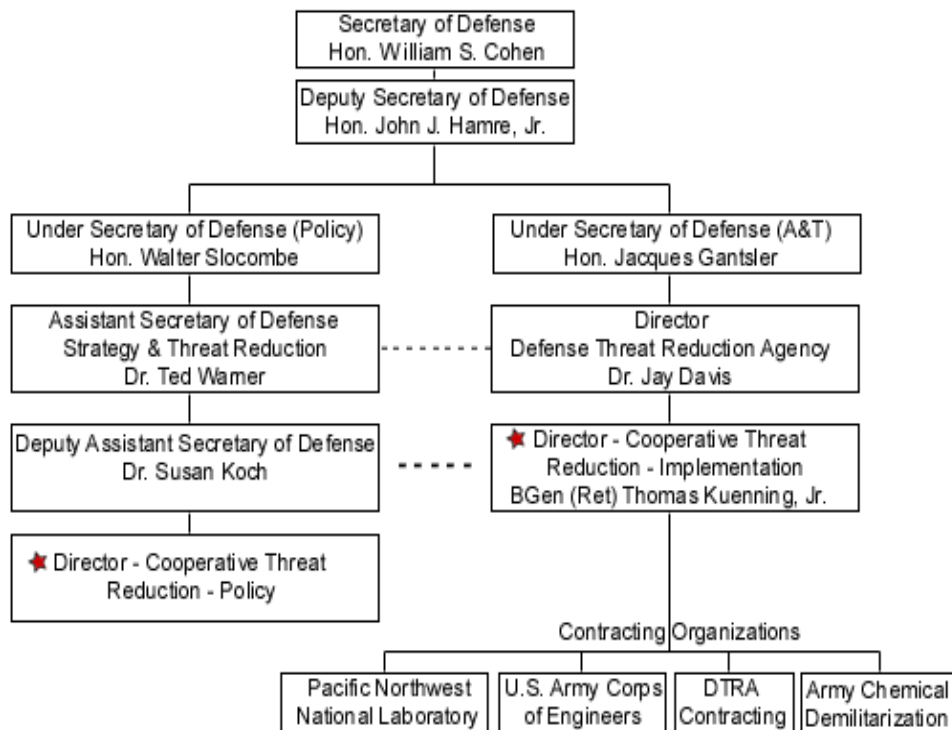 Secretary of Defense
Hon. William S. Cohen
Deputy Secretary of Defense
Hon. John J. Hamre, Jr.
Under Secretary of Defense (Policy)
Hon. Walter Slocombe
Under Secretary of Defense (A&T)
Hon. Jacques Gantsler
Assistant Secretary of Defense
Strategy & Threat Reduction
Dr. Ted Warner
Director
Defense Threat Reduction Agency
Dr. Jay Davis
Deputy Assistant Secretary of Defense
Dr. Susan Koch
Director - Cooperative Threat
Reduction - Implementation
BGen (Ret) Thomas Kuenning, Jr.
Director - Cooperative Threat
Reduction - Policy
Contracting Organizations
Pacific Northwest
National Laboratory
U.S. Army Corps
of Engineers
DTRA
Contracting
Army Chemical
Demilitarization